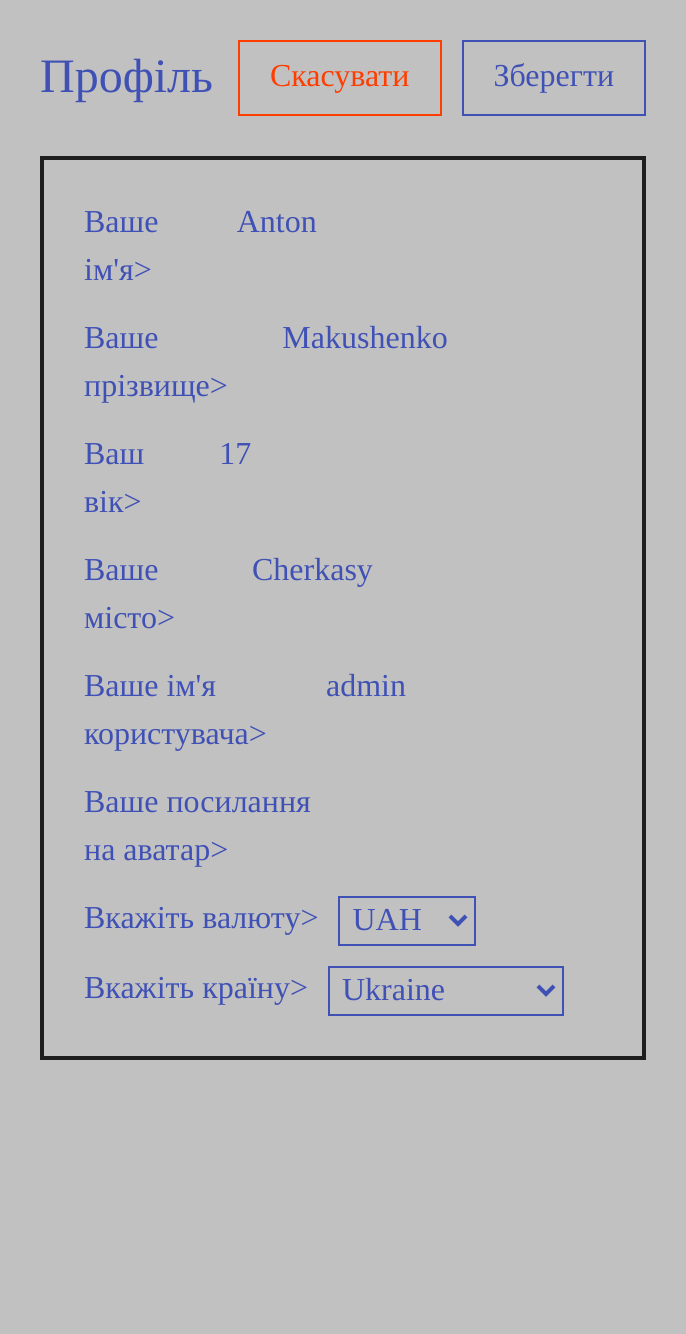 Профіль Скасувати Зберегти
Ваше Anton
ім'я>
Ваше Makushenko
прізвище>
Ваш 17
вік>
Ваше Cherkasy
місто>
Ваше ім'я admin
користувача>
Ваше посилання
на аватар>
Вкажіть валюту> UAH
Вкажіть країну> Ukraine